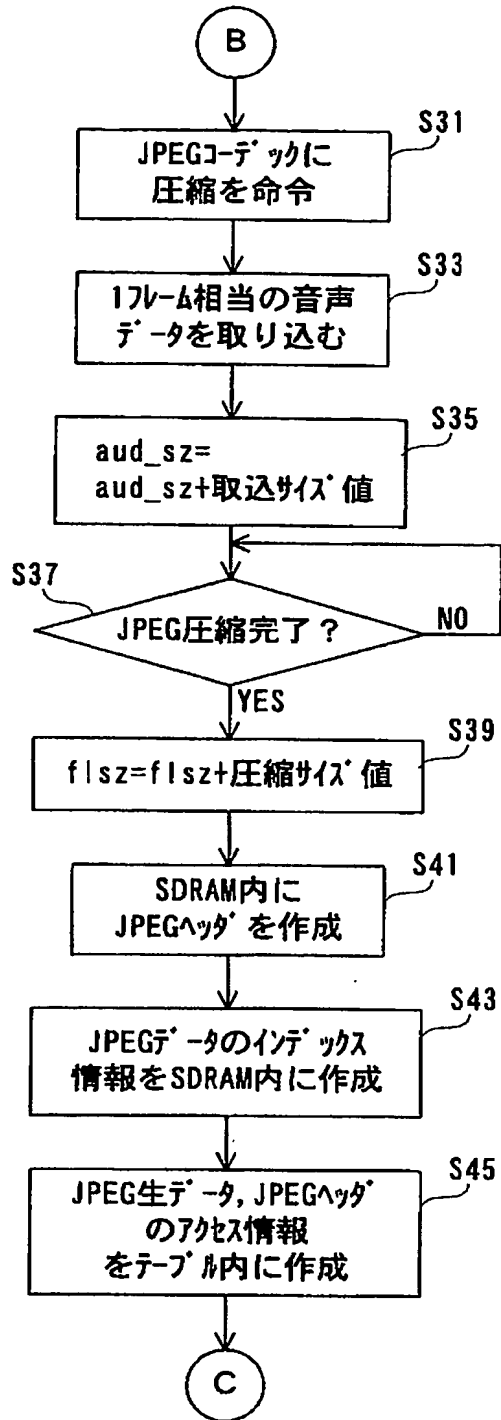 B
S31
JPEGコーデックに
圧縮を命令
S33
1フレーム相当の音声
データを取り込む
S35
aud_sz=
aud_sz+取込サイズ値
S37
JPEG圧縮完了？
NO
YES
S39
flsz=flsz+圧縮サイズ値
S41
SDRAM内に
JPEGヘッダを作成
S43
JPEGデータのインデックス
情報をSDRAM内に作成
S45
JPEG生データ,JPEGヘッダ
のアクセス情報
をテーブル内に作成
C